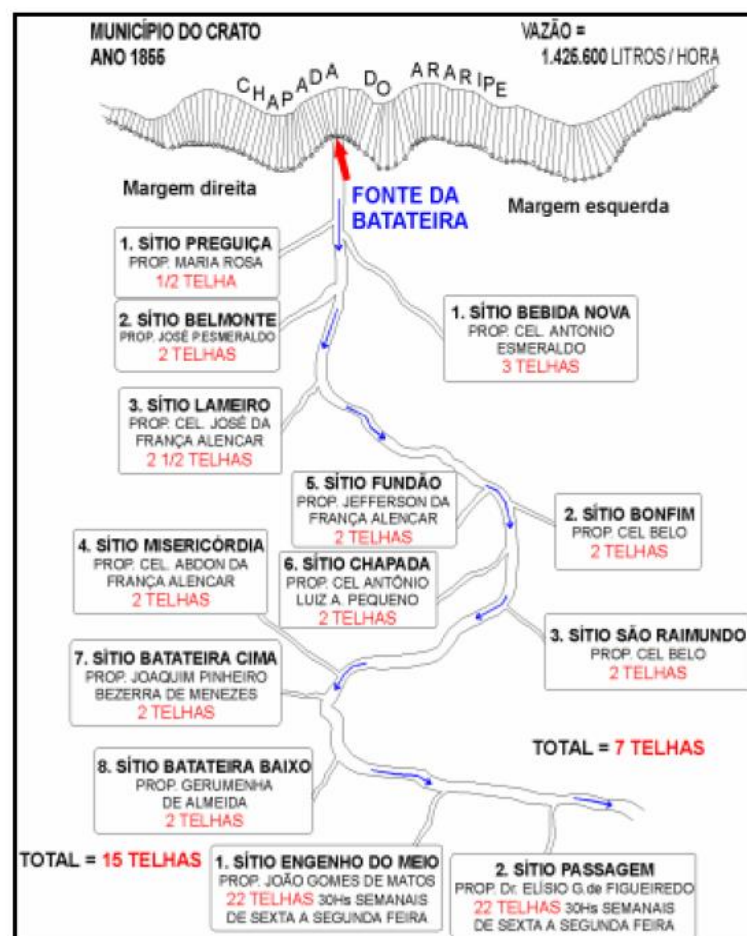 MUNICÍPIO DO CRATO
ANO 1855
VAZÃO =
1.425.600 LITROS / HORA
CHAPADA DO ARARIPE
Margem direita
FONTE DA
BATATEIRA
Margem esquerda
1. SÍTIO PREGUIÇA
PROP. MARIA ROSA
1/2 TELHA
2. SÍTIO BELMONTE
PROP. JOSÉ P.ESMERALDO
2 TELHAS
1. SÍTIO BEBIDA NOVA
PROP. CEL. ANTONIO
ESMERALDO
3 TELHAS
3. SÍTIO LAMEIRO
PROP. CEL. JOSÉ DA
FRANÇA ALENCAR
2 1/2 TELHAS
5. SÍTIO FUNDÃO
PROP. JEFFERSON DA
FRANÇA ALENCAR
2 TELHAS
2. SÍTIO BONFIM
PROP. CEL BELO
2 TELHAS
4. SÍTIO MISERICÓRDIA
PROP. CEL. ABDON DA
FRANÇA ALENCAR
2 TELHAS
6. SÍTIO CHAPADA
PROP. CEL ANTÔNIO
LUIZ A. PEQUENO
2 TELHAS
3. SÍTIO SÃO RAIMUNDO
PROP. CEL BELO
2 TELHAS
7. SÍTIO BATATEIRA CIMA
PROP. JOAQUIM PINHEIRO
BEZERRA DE MENEZES
2 TELHAS
TOTAL = 7 TELHAS
8. SÍTIO BATATEIRA BAIXO
PROP. GERUMENHA
DE ALMEIDA
2 TELHAS
TOTAL = 15 TELHAS
1. SÍTIO ENGENHO DO MEIO
PROP. JOÃO GOMES DE MATOS
22 TELHAS 30Hs SEMANAIS
DE SEXTA A SEGUNDA FEIRA
2. SÍTIO PASSAGEM
PROP. Dr. ELÍSIO G.de FIGUEIREDO
22 TELHAS 30Hs SEMANAIS
DE SEXTA A SEGUNDA FEIRA